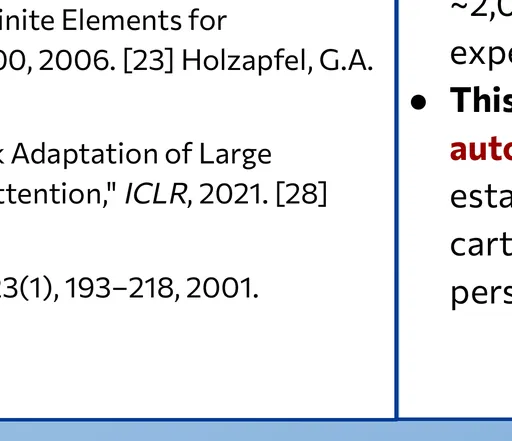 inite Elements for
00, 2006. [23] Holzapfel, G.A.
Adaptation of Large
ttention," ICLR, 2021. [28]
23(1), 193–218, 2001.
~2,0
expe
● This
auto
esta
cart
pers